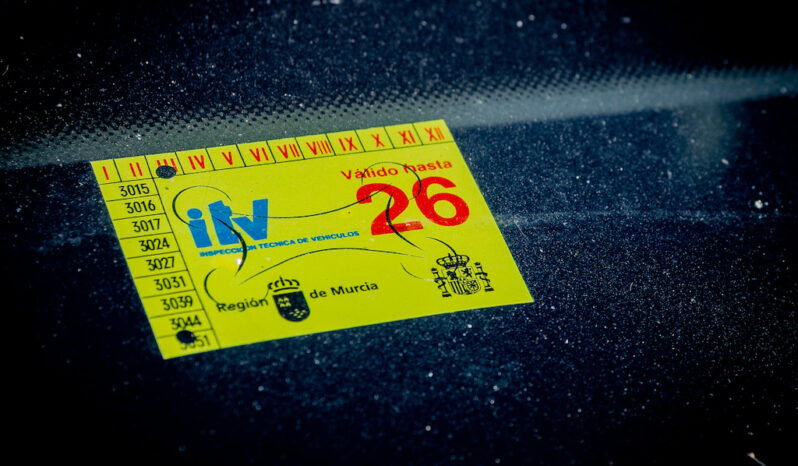 I II III IV V VI VII VIII IX X XI XII
3015
3016
3017
3024
3027
3031
3039
3044
3051
Válido hasta
26
itv
INSPECCIÓN TÉCNICA DE VEHÍCULOS
Región de Murcia